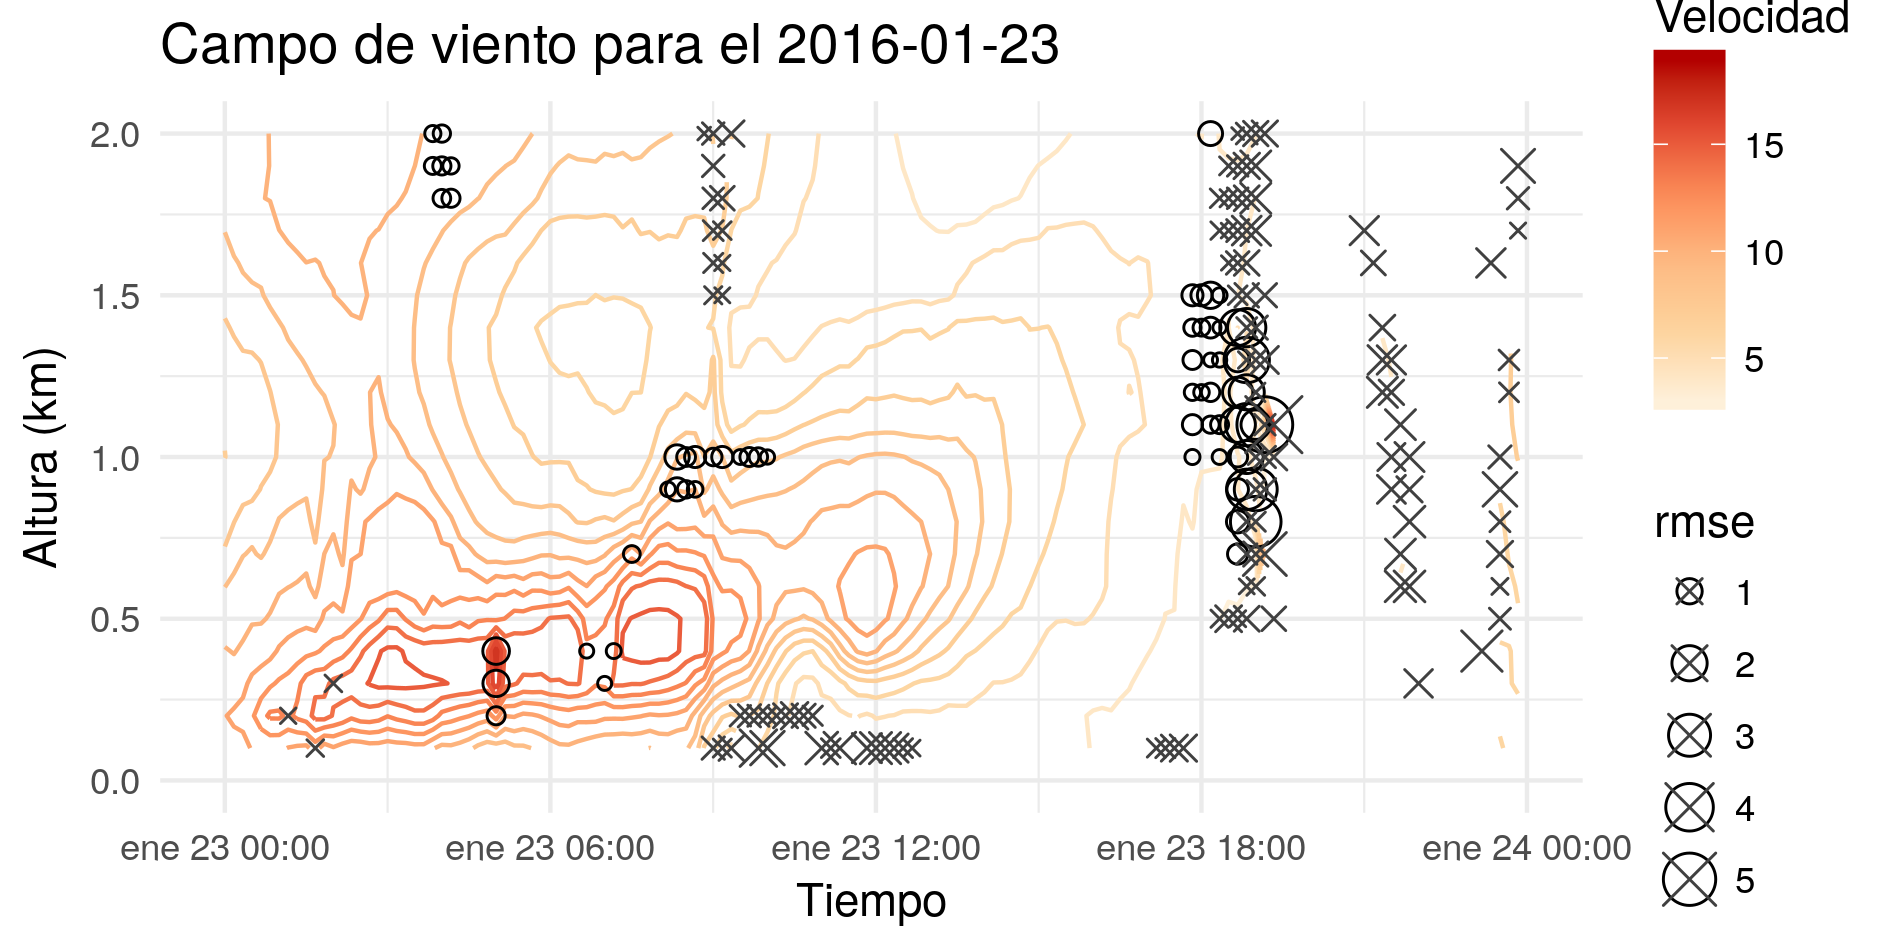 Campo de viento para el 2016-01-23
Velocidad
15
10
5
rmse
1
2
3
4
5
Altura (km)
2.0
1.5
1.0
0.5
0.0
ene 23 00:00
ene 23 06:00
ene 23 12:00
ene 23 18:00
ene 24 00:00
Tiempo